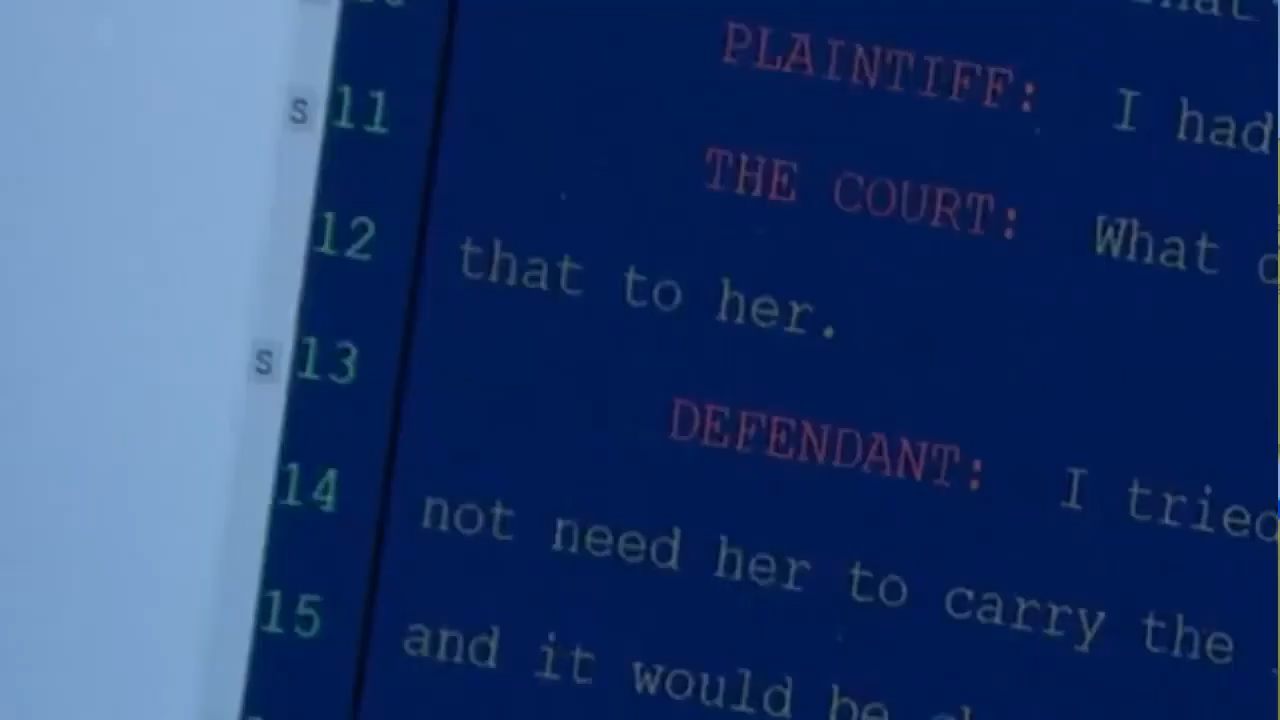 PLAINTIFF: I had
s 11 THE COURT: What
12 that to her.
s 13 DEFENDANT: I tried
14 not need her to carry the
15 and it would be